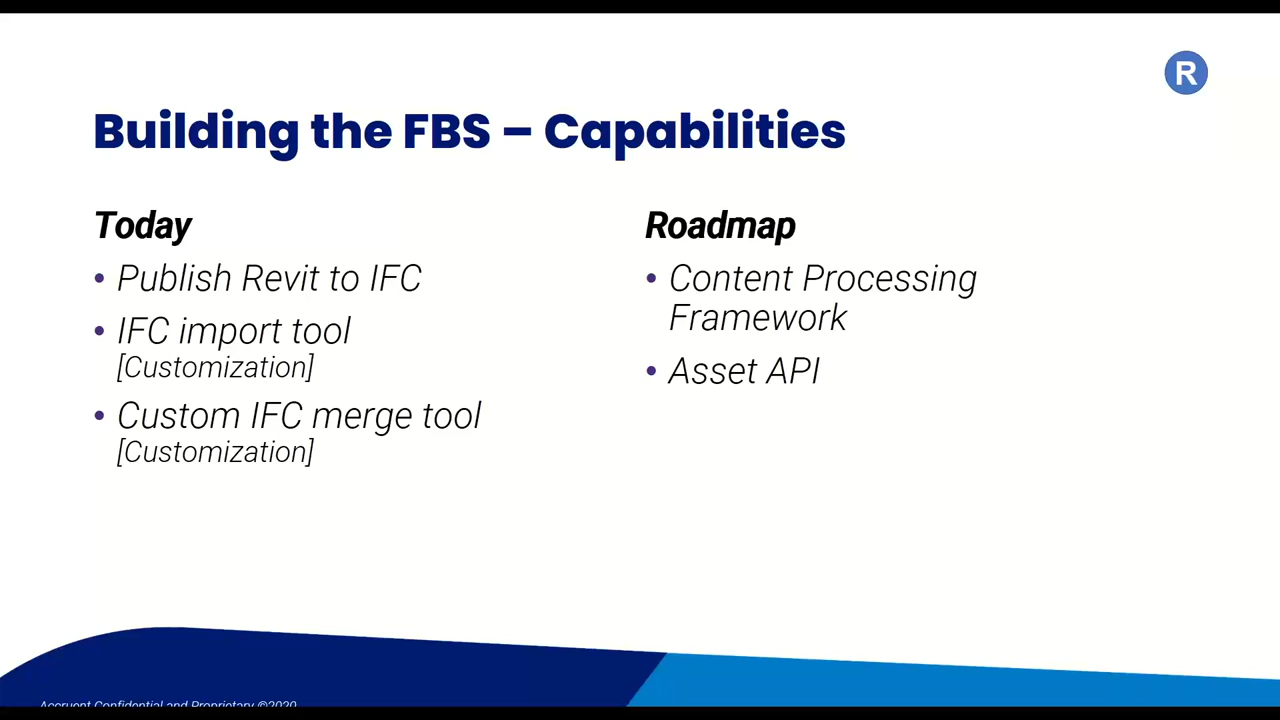 R
Building the FBS – Capabilities
Today
• Publish Revit to IFC
• IFC import tool
[Customization]
• Custom IFC merge tool
[Customization]
Roadmap
• Content Processing
Framework
• Asset API
Accruent Confidential and Proprietary ©2020